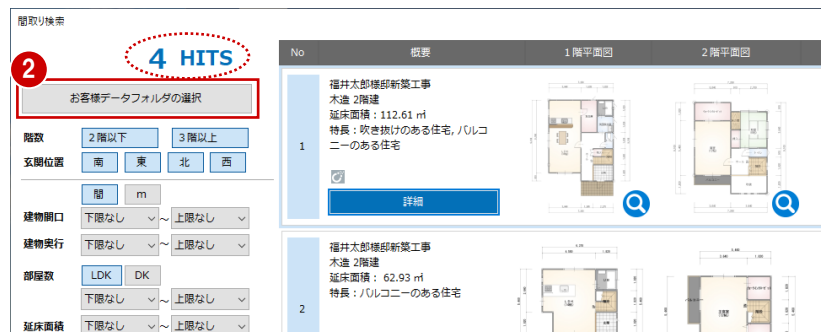 間取り検索
4 HITS
2
お客様データフォルダの選択
階数 2階以下 3階以上
玄関位置 南 東 北 西
間 m
建物開口 下限なし ～ 上限なし
建物実行 下限なし ～ 上限なし
部屋数 LDK DK
下限なし ～ 上限なし
延床面積 下限なし ～ 上限なし
No 概要 1階平面図 2階平面図
1
福井太郎様邸新築工事
木造 2階建
延床面積：112.61 ㎡
特長：吹き抜けのある住宅, バルコ
ニーのある住宅
詳細
2
福井太郎様邸新築工事
木造 2階建
延床面積： 62.93 ㎡
特長：バルコニーのある住宅